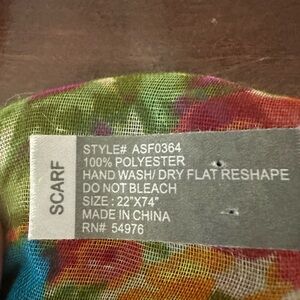 SCARF
STYLE# ASF0364
100% POLYESTER
HAND WASH/ DRY FLAT RESHAPE
DO NOT BLEACH
SIZE : 22"X74"
MADE IN CHINA
RN# 54976